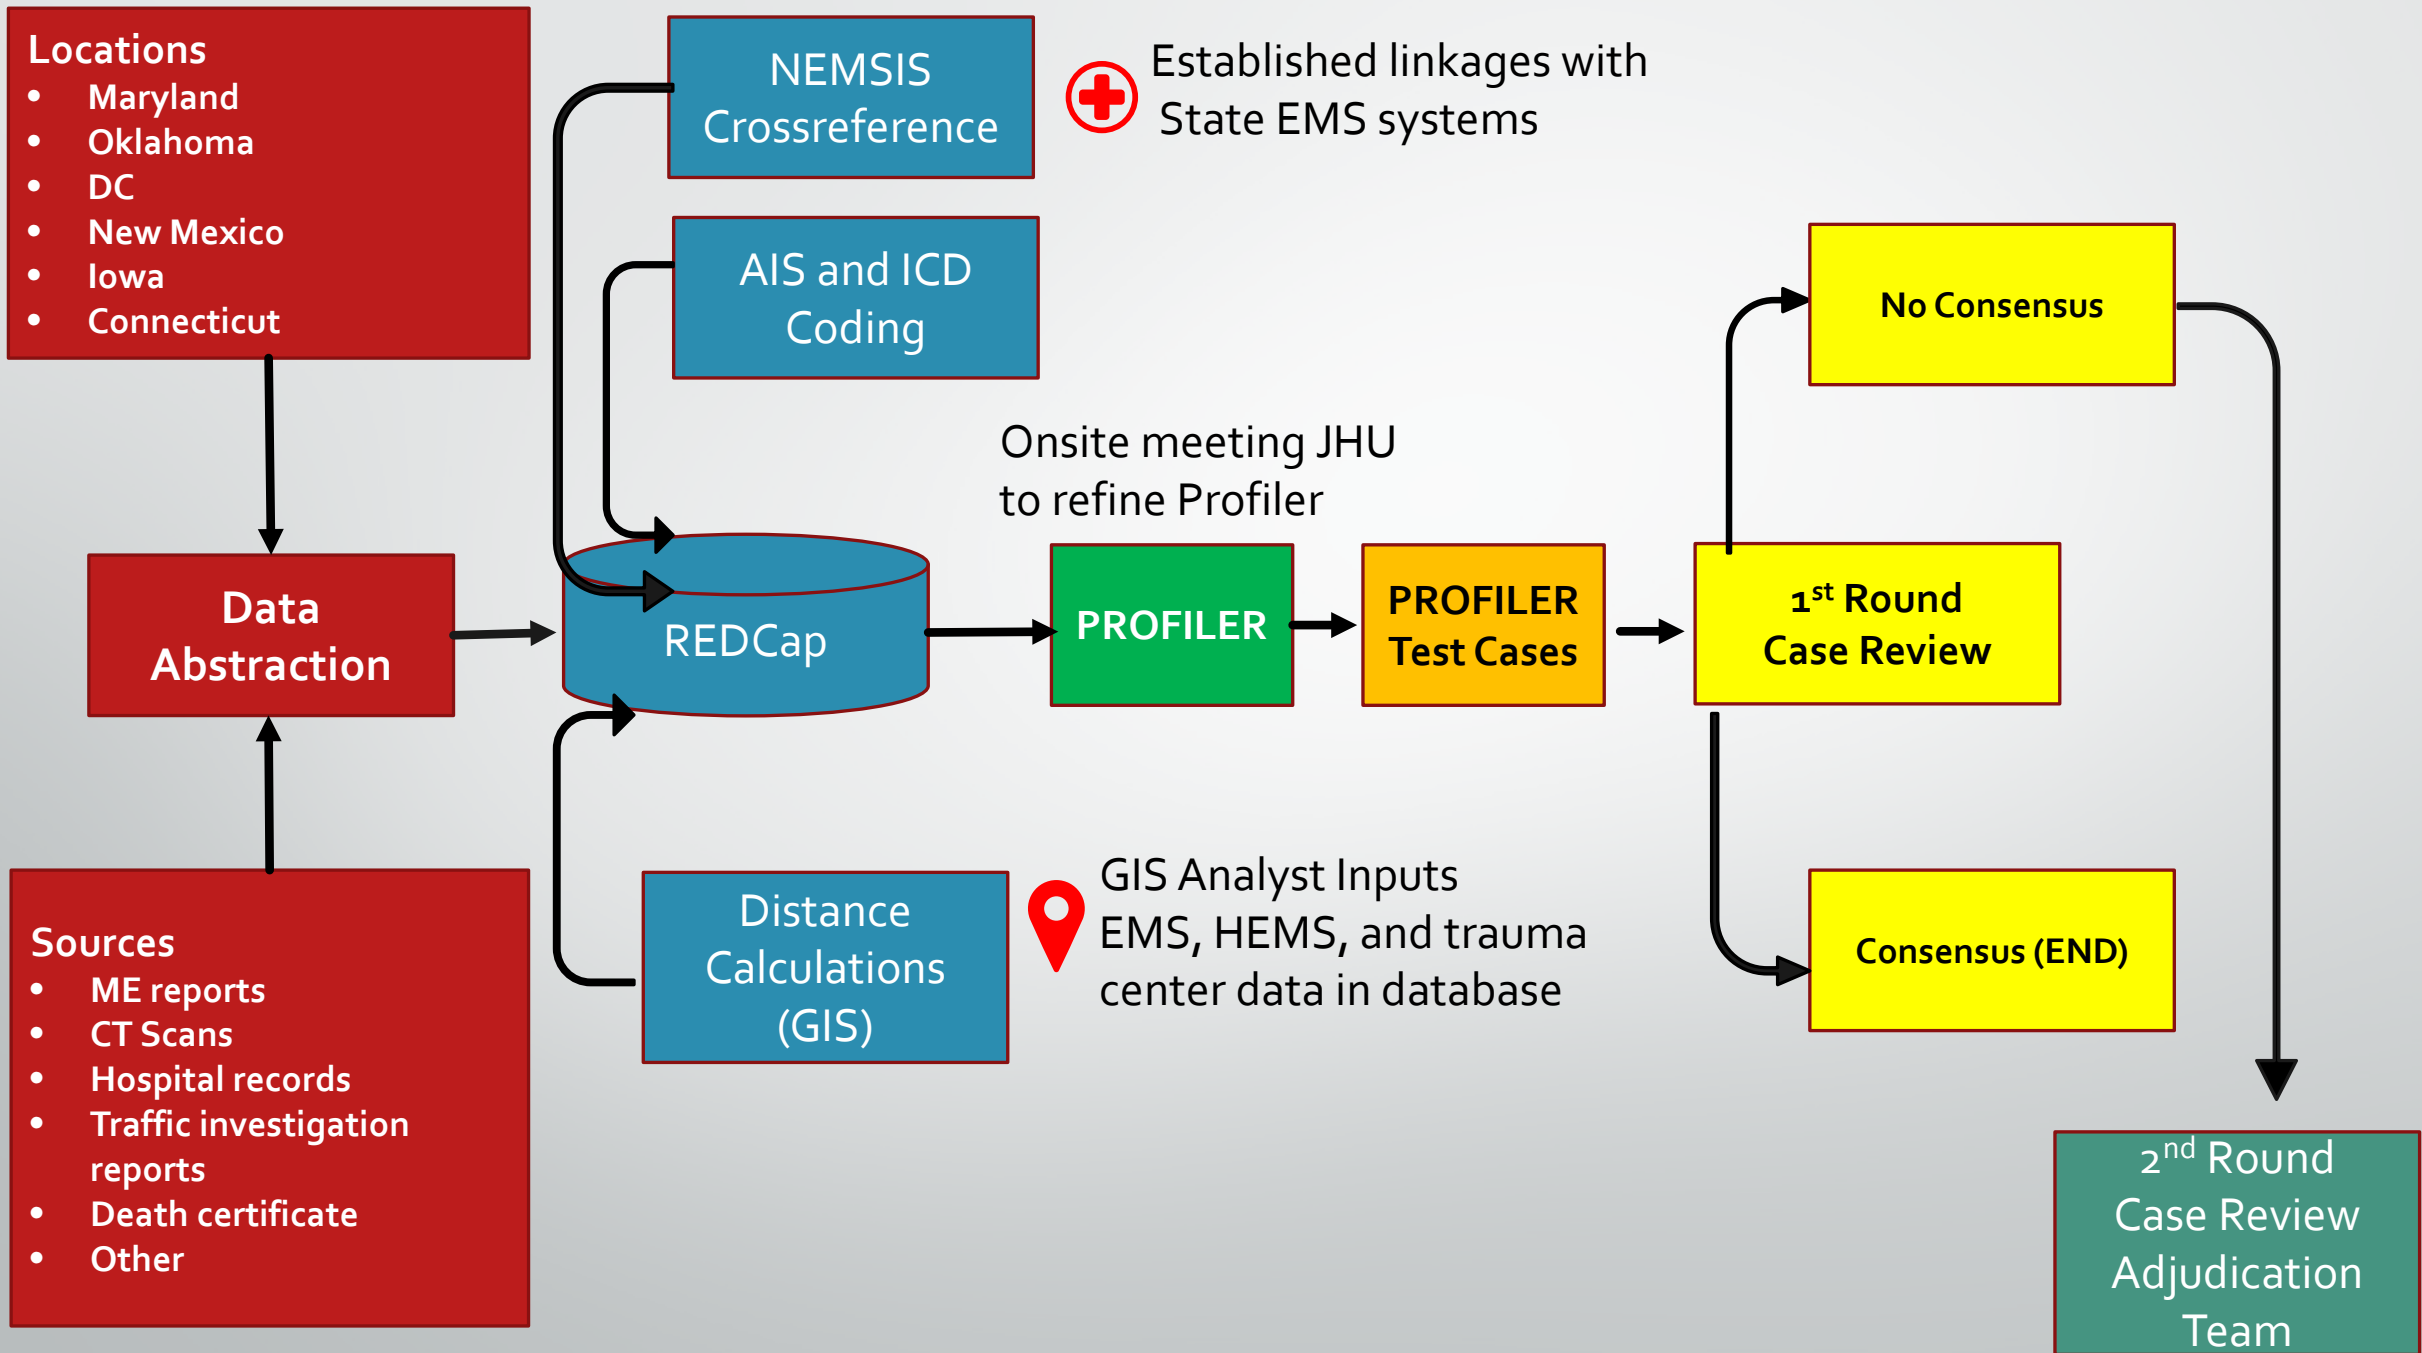 Locations
• Maryland
• Oklahoma
• DC
• New Mexico
• Iowa
• Connecticut
Data
Abstraction
Sources
• ME reports
• CT Scans
• Hospital records
• Traffic investigation
reports
• Death certificate
• Other
NEMSIS
Crossreference
Established linkages with
State EMS systems
AIS and ICD
Coding
REDCap
Distance
Calculations
(GIS)
GIS Analyst Inputs
EMS, HEMS, and trauma
center data in database
Onsite meeting JHU
to refine Profiler
PROFILER
PROFILER
Test Cases
1st Round
Case Review
No Consensus
Consensus (END)
2nd Round
Case Review
Adjudication
Team